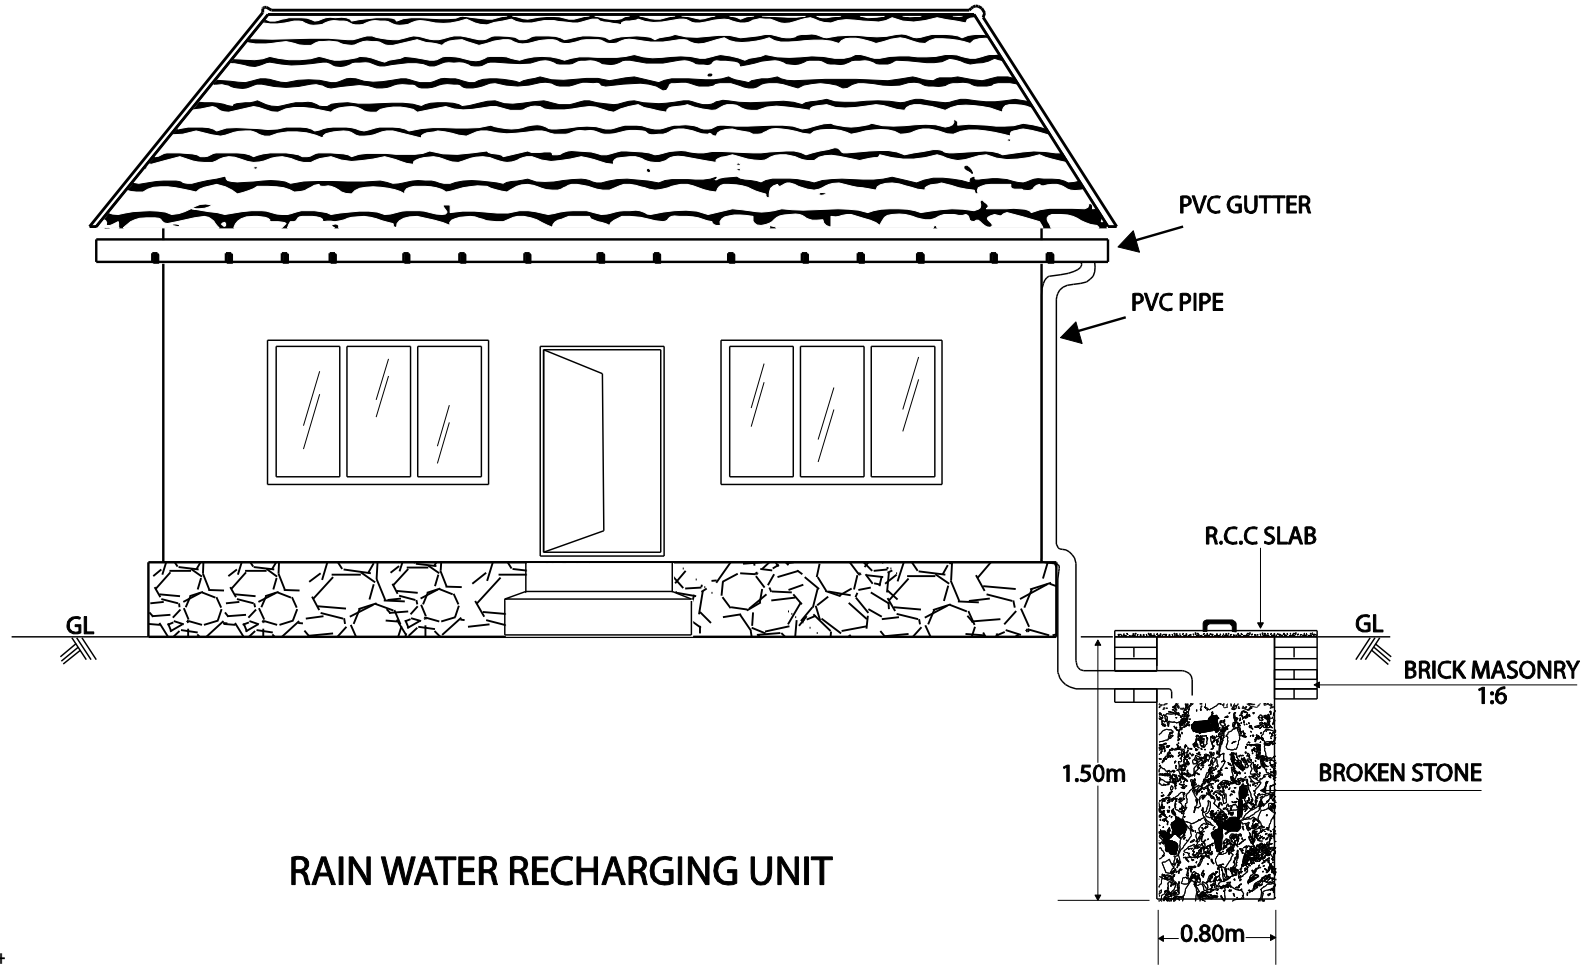 PVC GUTTER
PVC PIPE
R.C.C SLAB
GL
GL
BRICK MASONRY
1:6
1.50m
BROKEN STONE
RAIN WATER RECHARGING UNIT
0.80m